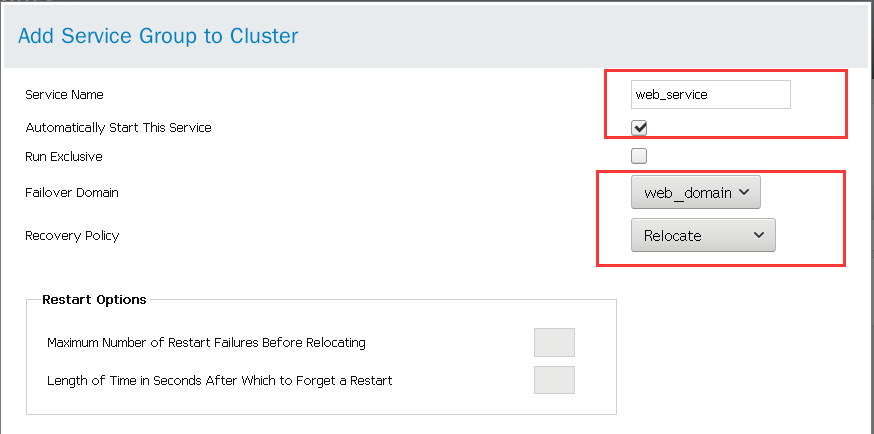 Add Service Group to Cluster
Service Name
web_service
Automatically Start This Service
Run Exclusive
Failover Domain
web_domain
Recovery Policy
Relocate
Restart Options
Maximum Number of Restart Failures Before Relocating
Length of Time in Seconds After Which to Forget a Restart